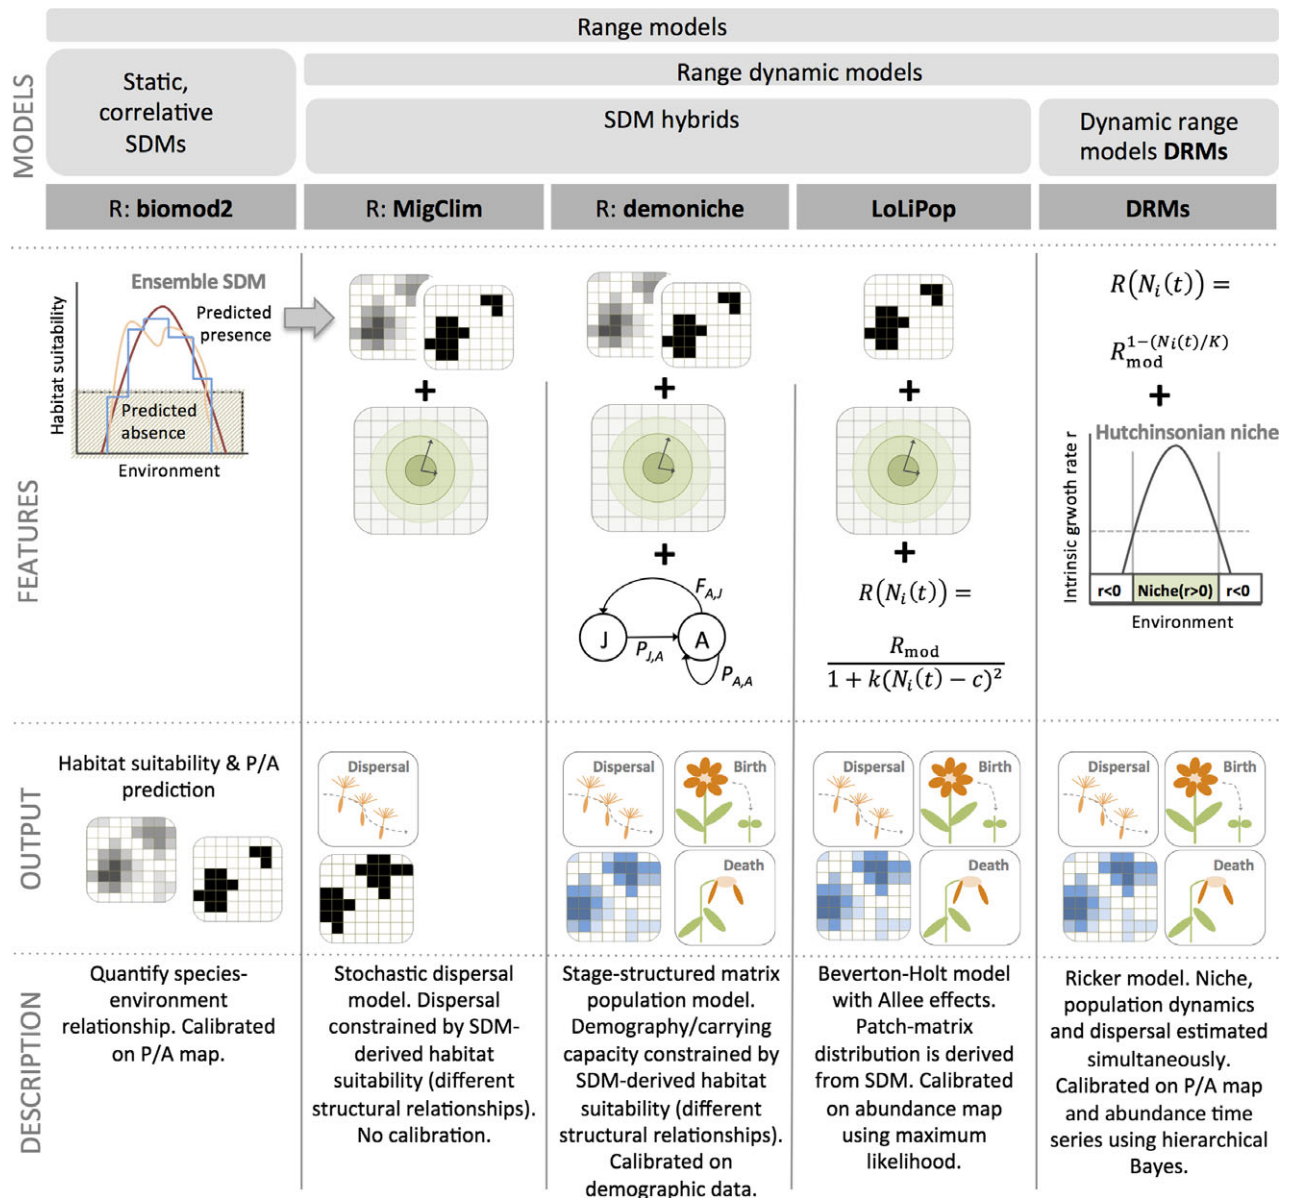 Range models
MODELS
Static,
correlative
SDMs
Range dynamic models
SDM hybrids
Dynamic range
models DRMs
R: biomod2
R: MigClim
R: demoniche
LoLiPop
DRMs
FEATURES
Ensemble SDM
Habitat suitability
Predicted
presence
Predicted
absence
Environment
+
+
+
F_{A,J}
J
A
P_{J,A}
P_{A,A}
+
+
R(N_i(t)) =
R_mod
1 + k(N_i(t) − c)^2
R(N_i(t)) =
R_mod^{1−(N_i(t)/K)}
+
Hutchinsonian niche
Intrinsic grwoth rate r
r<0
Niche(r>0)
r<0
Environment
OUTPUT
Habitat suitability & P/A
prediction
Dispersal
Dispersal
Birth
Death
Dispersal
Birth
Death
Dispersal
Birth
Death
DESCRIPTION
Quantify species-
environment
relationship. Calibrated
on P/A map.
Stochastic dispersal
model. Dispersal
constrained by SDM-
derived habitat
suitability (different
structural relationships).
No calibration.
Stage-structured matrix
population model.
Demography/carrying
capacity constrained by
SDM-derived habitat
suitability (different
structural relationships).
Calibrated on
demographic data.
Beverton-Holt model
with Allee effects.
Patch-matrix
distribution is derived
from SDM. Calibrated
on abundance map
using maximum
likelihood.
Ricker model. Niche,
population dynamics
and dispersal estimated
simultaneously.
Calibrated on P/A map
and abundance time
series using hierarchical
Bayes.